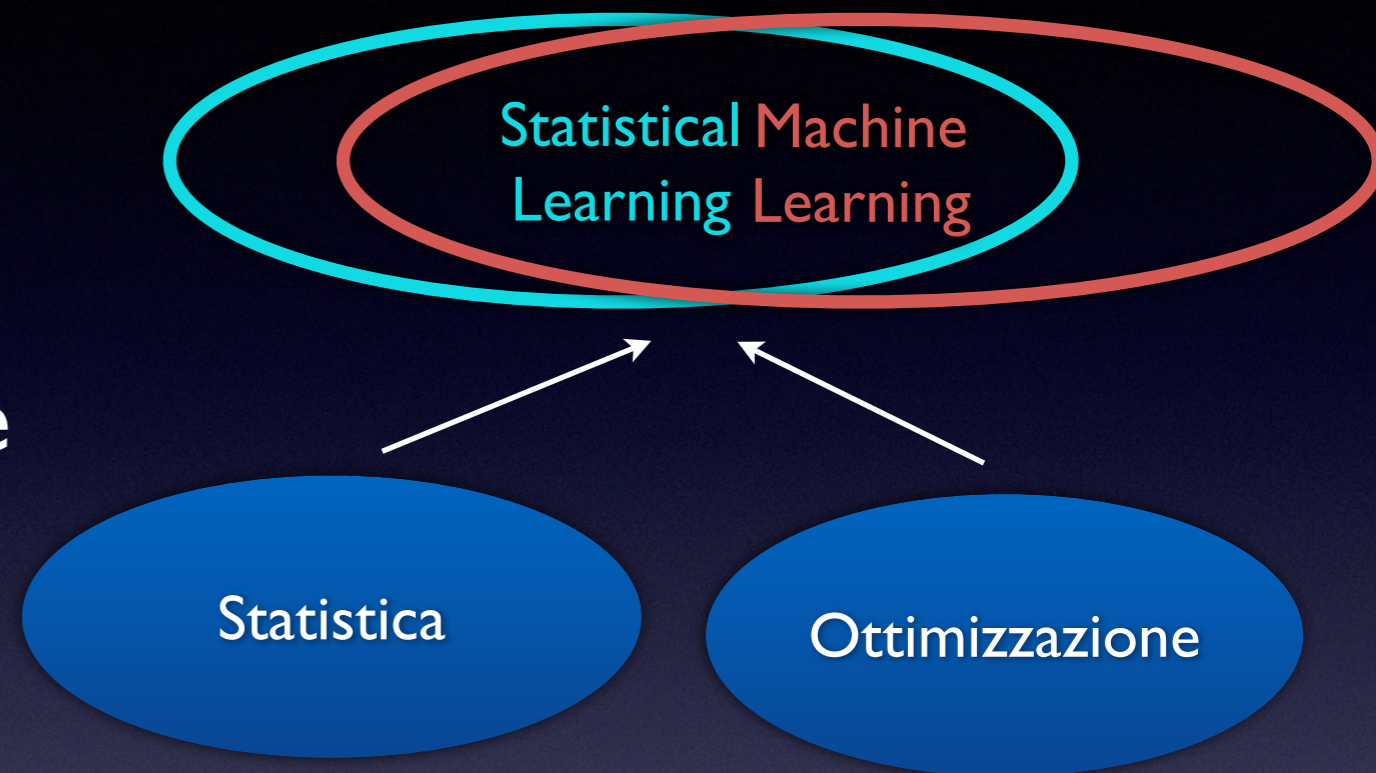 Statistical Machine
Learning Learning
e
Statistica
Ottimizzazione